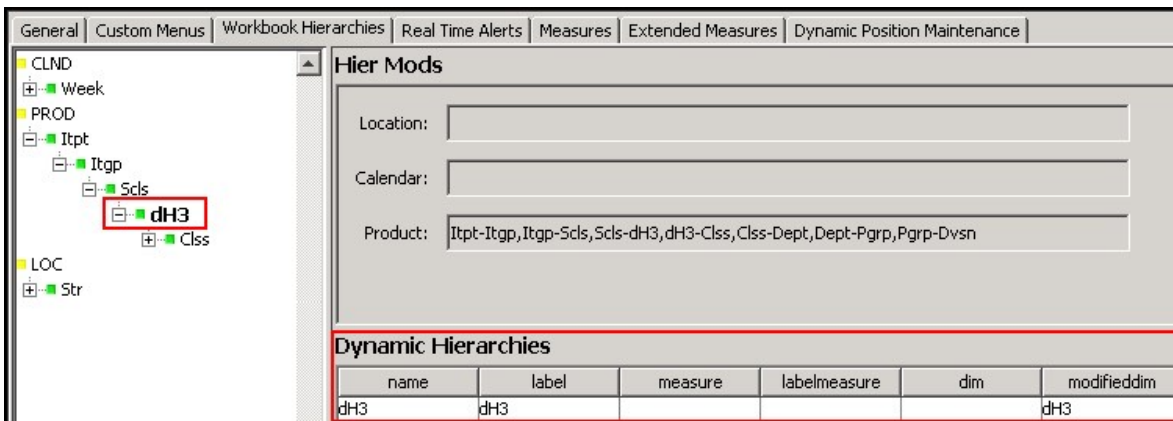 General Custom Menus Workbook Hierarchies Real Time Alerts Measures Extended Measures Dynamic Position Maintenance
CLND
Week
PROD
Itpt
Itgp
Scls
dH3
Clss
LOC
Str
Hier Mods
Location:
Calendar:
Product: Itpt-Itgp,Itgp-Scls,Scls-dH3,dH3-Clss,Clss-Dept,Dept-Pgrp,Pgrp-Dvsn
Dynamic Hierarchies
name label measure labelmeasure dim modifieddim
dH3 dH3 dH3